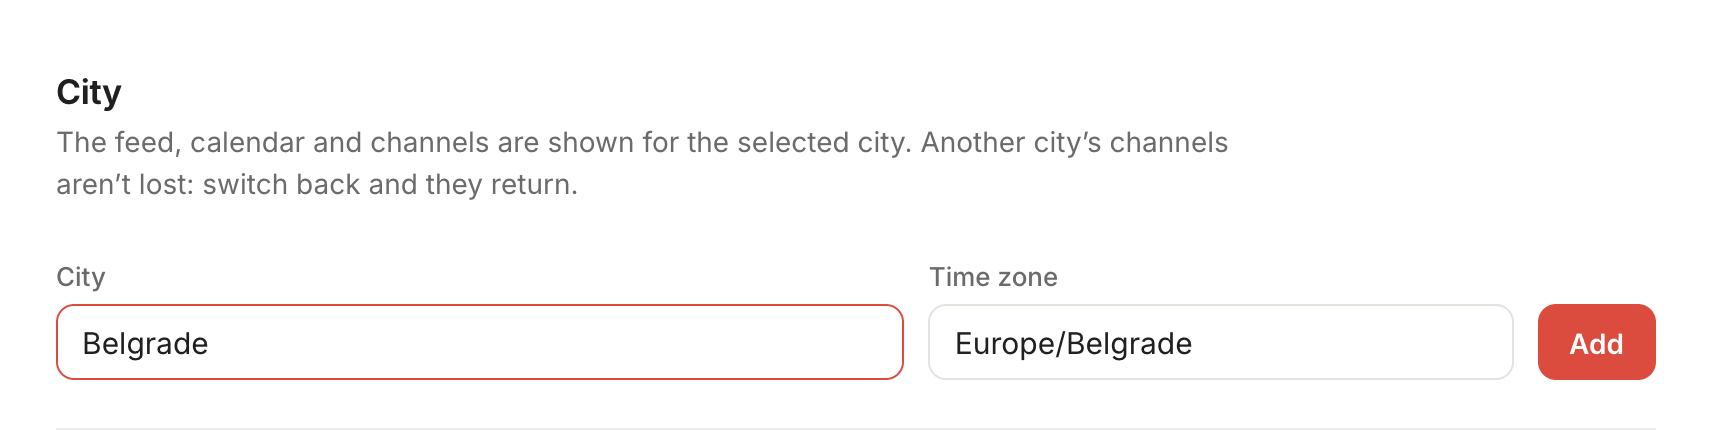 City
The feed, calendar and channels are shown for the selected city. Another city’s channels
aren’t lost: switch back and they return.
City
Time zone
Belgrade
Europe/Belgrade
Add